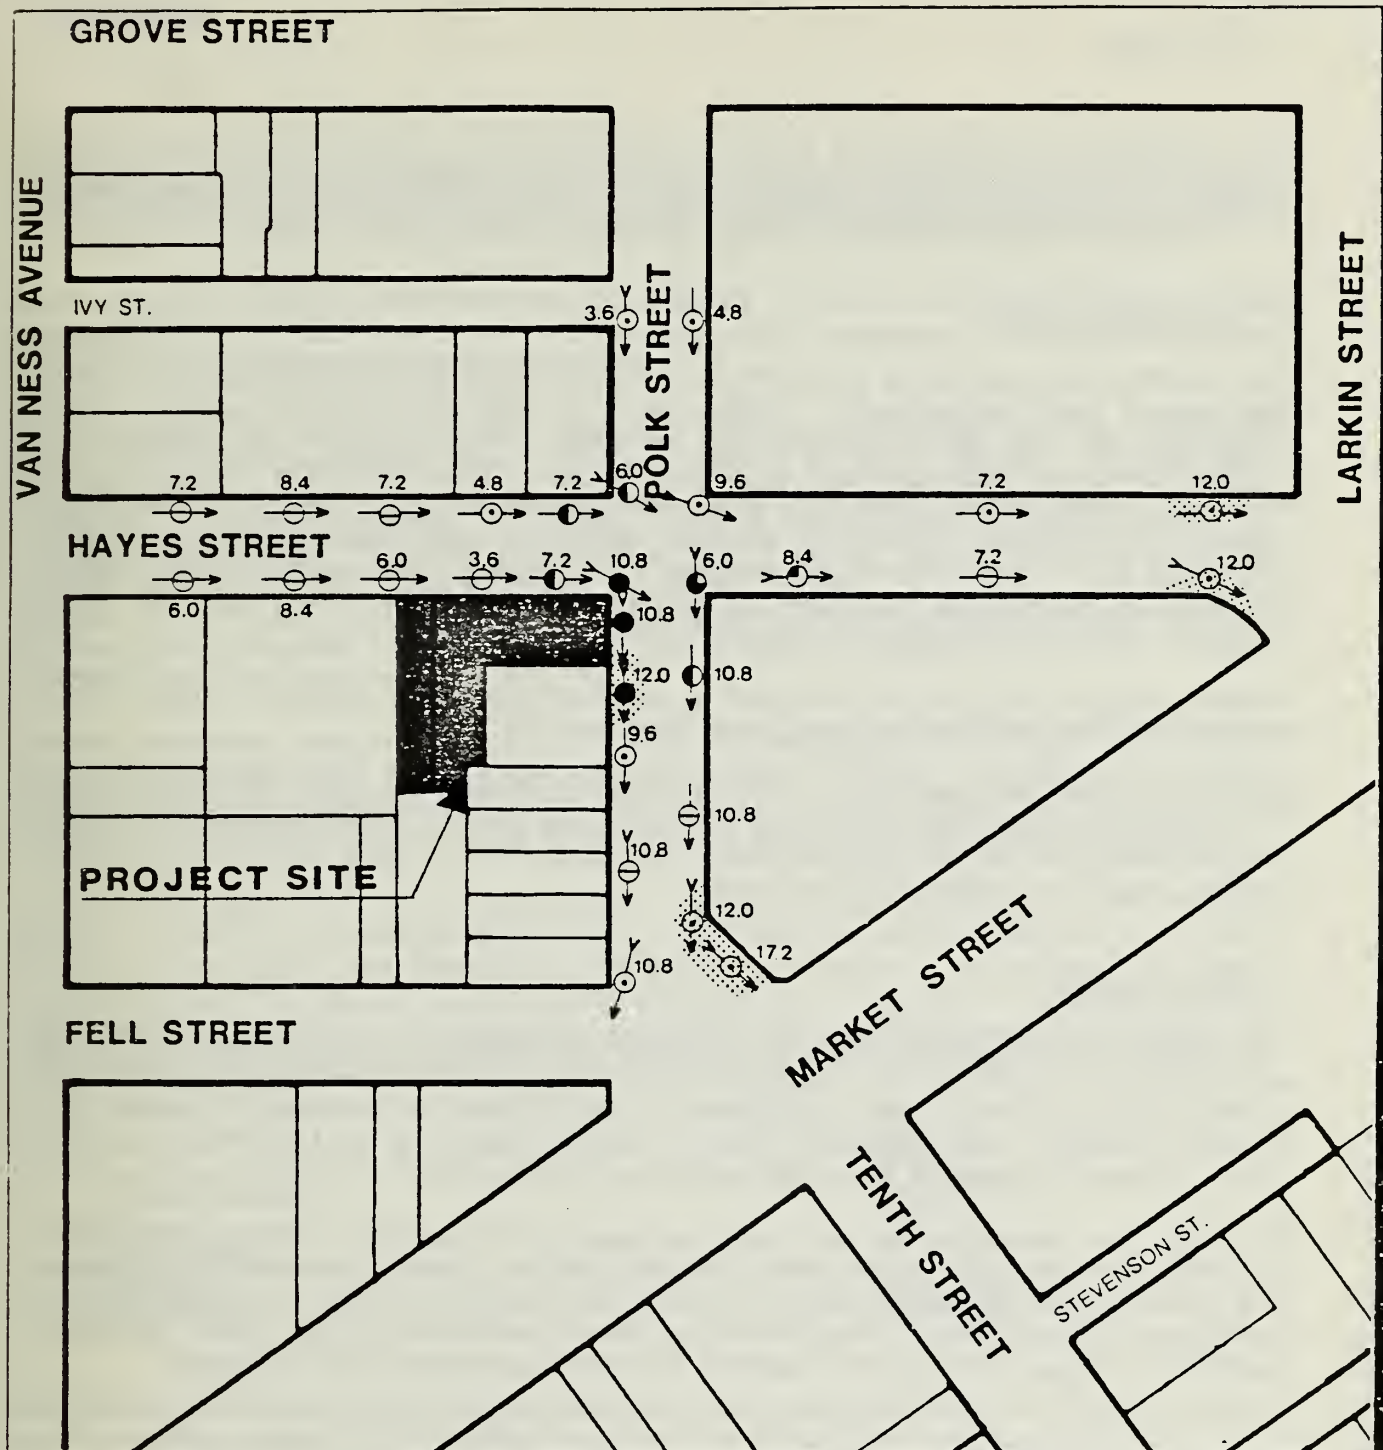 GROVE STREET
VAN NESS AVENUE
IVY ST.
POLK STREET
LARKIN STREET
3.6
4.8
7.2
8.4
7.2
4.8
7.2
6.0
9.6
7.2
12.0
HAYES STREET
6.0
3.6
7.2
10.8
6.0
8.4
7.2
12.0
6.0
8.4
10.8
12.0
10.8
9.6
10.8
10.8
PROJECT SITE
12.0
17.2
10.8
MARKET STREET
FELL STREET
TENTH STREET
STEVENSON ST.